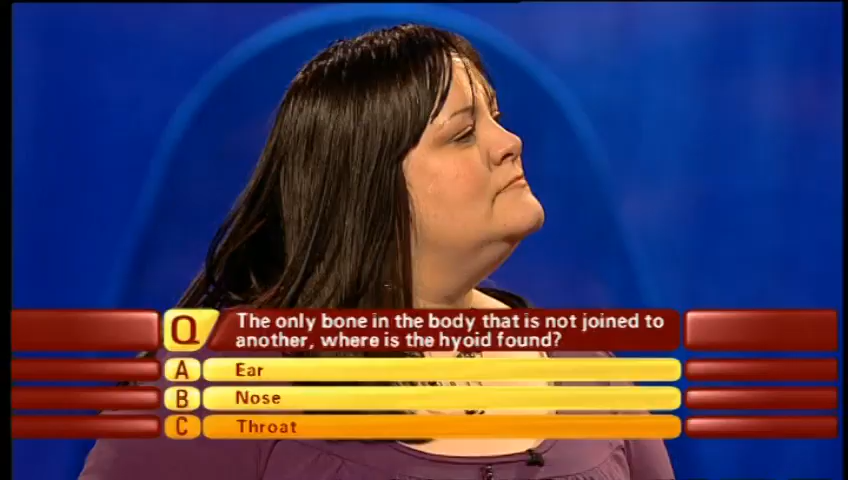 Q The only bone in the body that is not joined to
another, where is the hyoid found?
A Ear
B Nose
C Throat